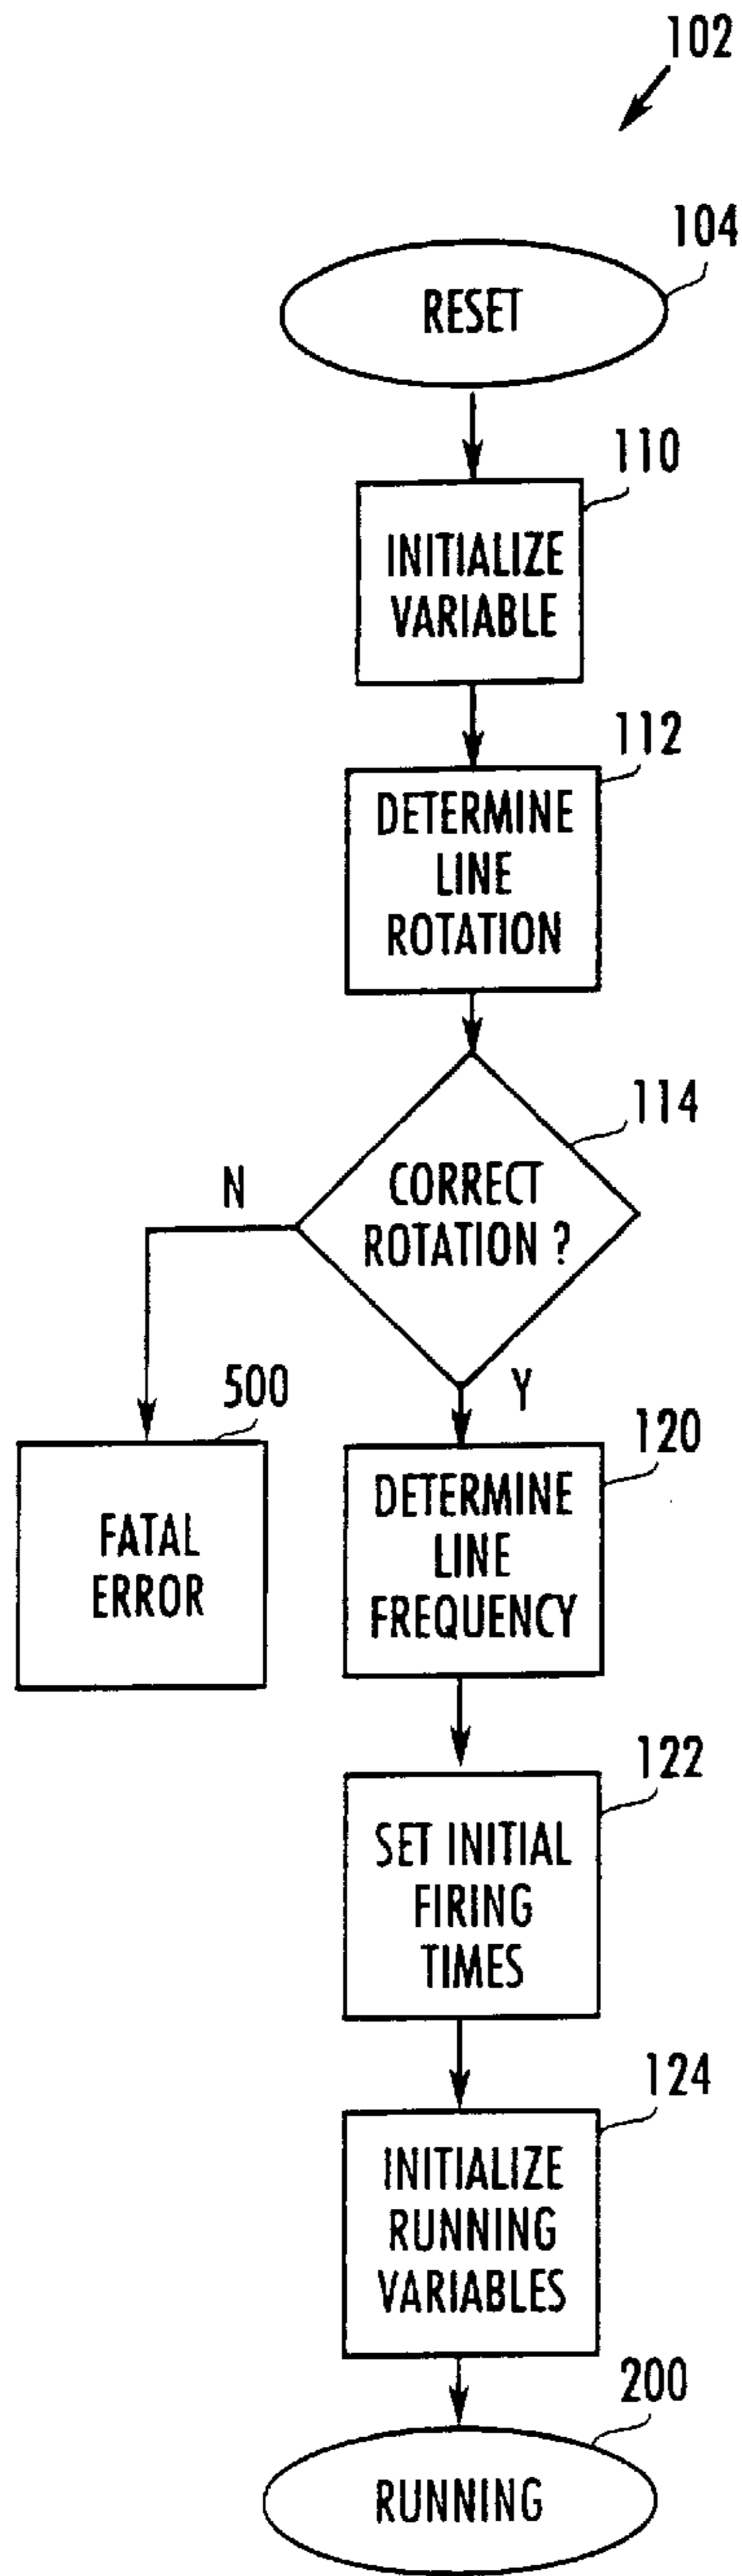 102
104
RESET
110
INITIALIZE
VARIABLE
112
DETERMINE
LINE
ROTATION
114
CORRECT
ROTATION ?
N
Y
500
FATAL
ERROR
120
DETERMINE
LINE
FREQUENCY
122
SET INITIAL
FIRING
TIMES
124
INITIALIZE
RUNNING
VARIABLES
200
RUNNING